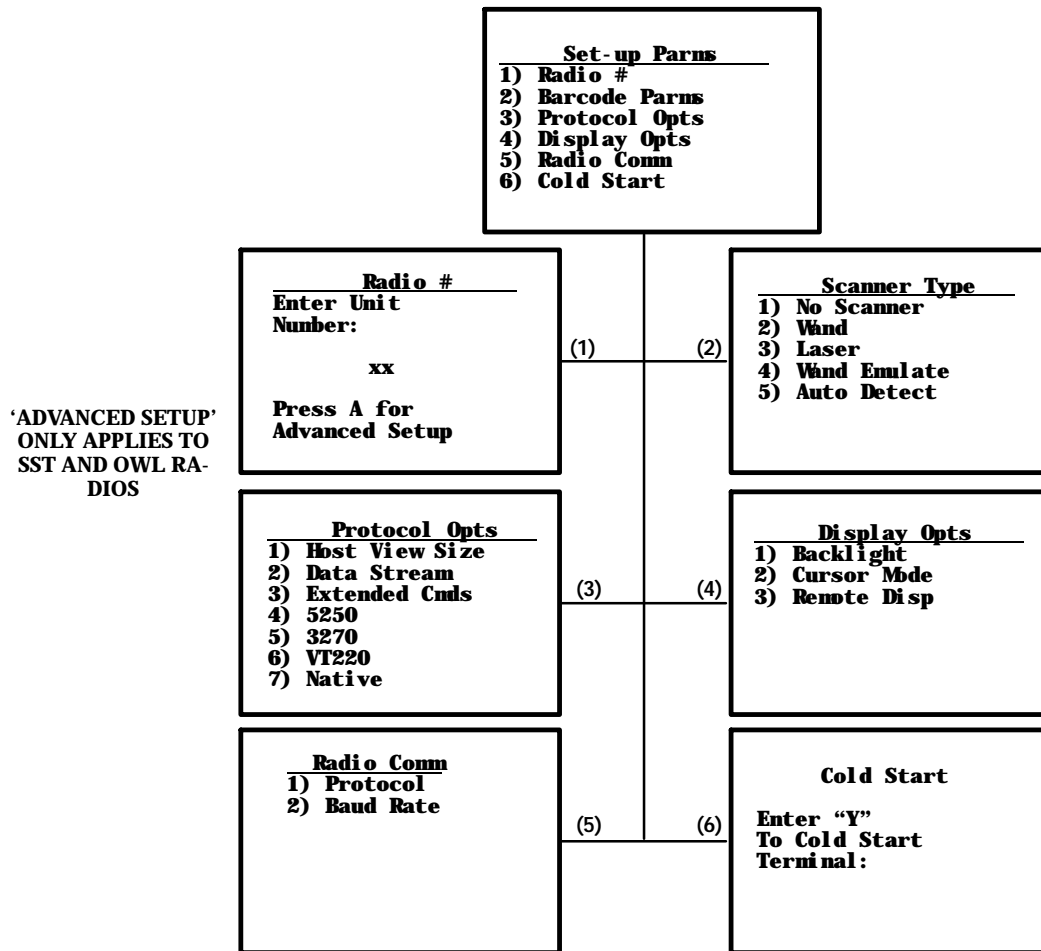 Set-up Parms
1) Radio #
2) Barcode Parms
3) Protocol Opts
4) Display Opts
5) Radio Comm
6) Cold Start
Radio #
Enter Unit
Number:
xx
Press A for
Advanced Setup
(1)
(2)
Scanner Type
1) No Scanner
2) Wand
3) Laser
4) Wand Emulate
5) Auto Detect
‘ADVANCED SETUP’
ONLY APPLIES TO
SST AND OWL RA-
DIOS
Protocol Opts
1) Host View Size
2) Data Stream
3) Extended Cmds
4) 5250
5) 3270
6) VT220
7) Native
(3)
(4)
Display Opts
1) Backlight
2) Cursor Mode
3) Remote Disp
Radio Comm
1) Protocol
2) Baud Rate
(5)
(6)
Cold Start
Enter “Y”
To Cold Start
Terminal: